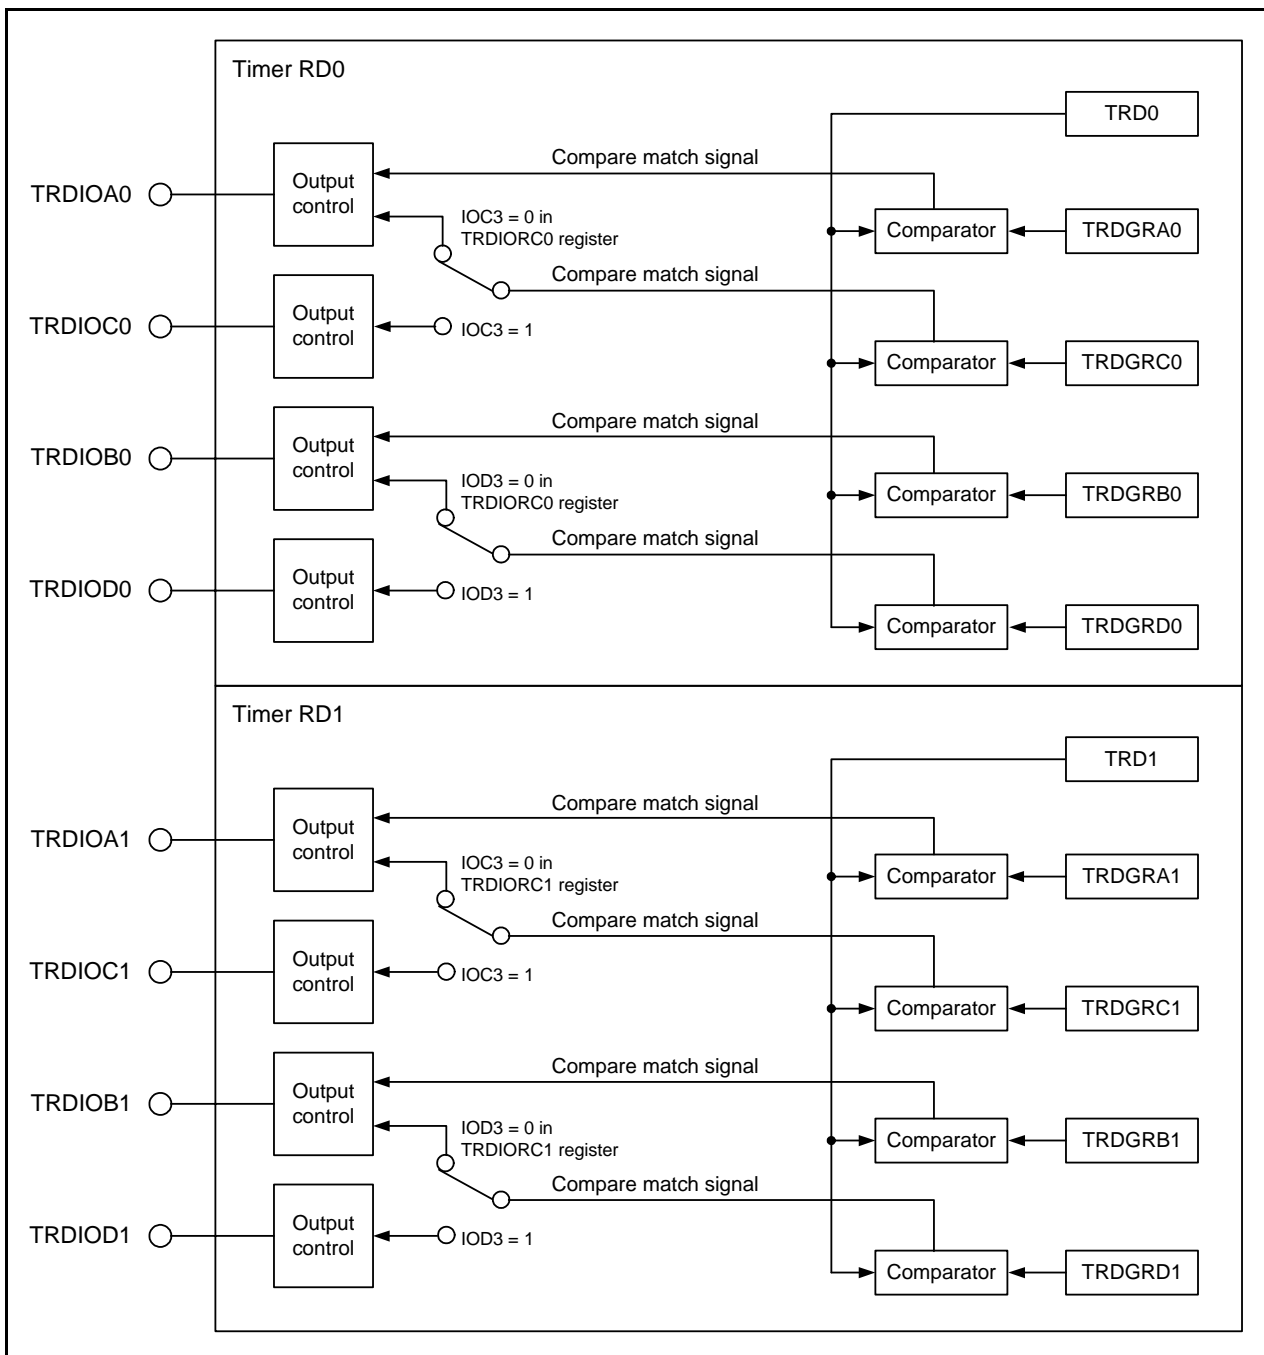 Timer RD0
TRD0
Compare match signal
TRDIOA0
Output
control
IOC3 = 0 in
TRDIORC0 register
Comparator
TRDGRA0
Compare match signal
TRDIOC0
Output
control
IOC3 = 1
Comparator
TRDGRC0
Compare match signal
TRDIOB0
Output
control
IOD3 = 0 in
TRDIORC0 register
Comparator
TRDGRB0
Compare match signal
TRDIOD0
Output
control
IOD3 = 1
Comparator
TRDGRD0
Timer RD1
TRD1
Compare match signal
TRDIOA1
Output
control
IOC3 = 0 in
TRDIORC1 register
Comparator
TRDGRA1
Compare match signal
TRDIOC1
Output
control
IOC3 = 1
Comparator
TRDGRC1
Compare match signal
TRDIOB1
Output
control
IOD3 = 0 in
TRDIORC1 register
Comparator
TRDGRB1
Compare match signal
TRDIOD1
Output
control
IOD3 = 1
Comparator
TRDGRD1